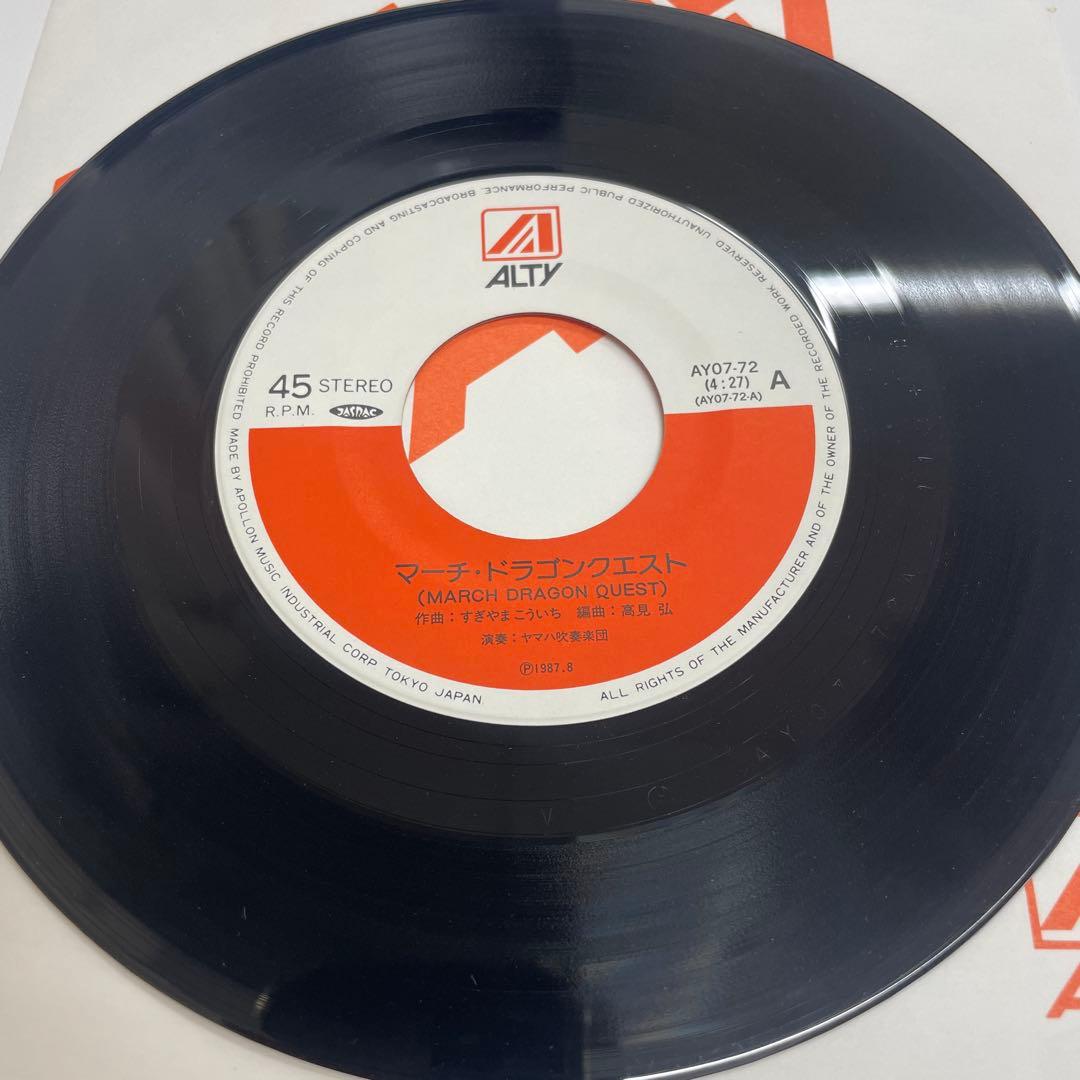 ALTY
45 STEREO
R.P.M. JASRAC
AY07-72
(4:27) A
(AY07-72-A)
マーチ・ドラゴンクエスト
(MARCH DRAGON QUEST)
作曲:すぎやまこういち 編曲:高見 弘
演奏:ヤマハ吹奏楽団
Ⓟ1987.8
ALL RIGHTS OF THE MANUFACTURER AND OF THE OWNER OF THE RECORDED WORK RESERVED UNAUTHORIZED PUBLIC PERFORMANCE. BROADCASTING AND COPYING OF THIS RECORD PROHIBITED MADE BY APOLLON MUSIC INDUSTRIAL CORP. TOKYO JAPAN.